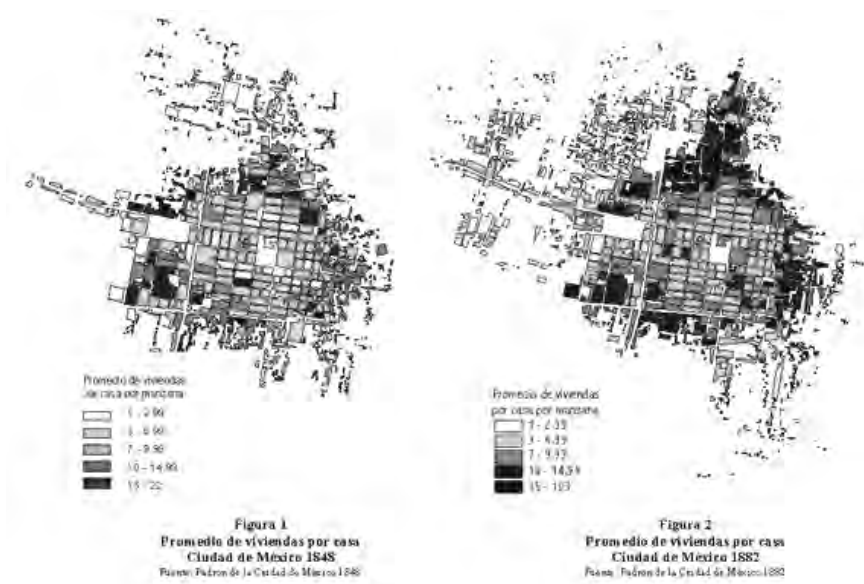 Promedio de viviendas
por casa por manzana
1 - 2.99
3 - 6.99
7 - 9.99
10 - 14.99
15 - 22
Figura 1
Promedio de viviendas por casa
Ciudad de México 1848
Fuente: Padron de la Ciudad de México 1848
Promedio de viviendas
por casa por manzana
1 - 2.99
3 - 6.99
7 - 9.99
10 - 14.99
15 - 103
Figura 2
Promedio de viviendas por casa
Ciudad de México 1882
Fuente: Padron de la Ciudad de México 1882